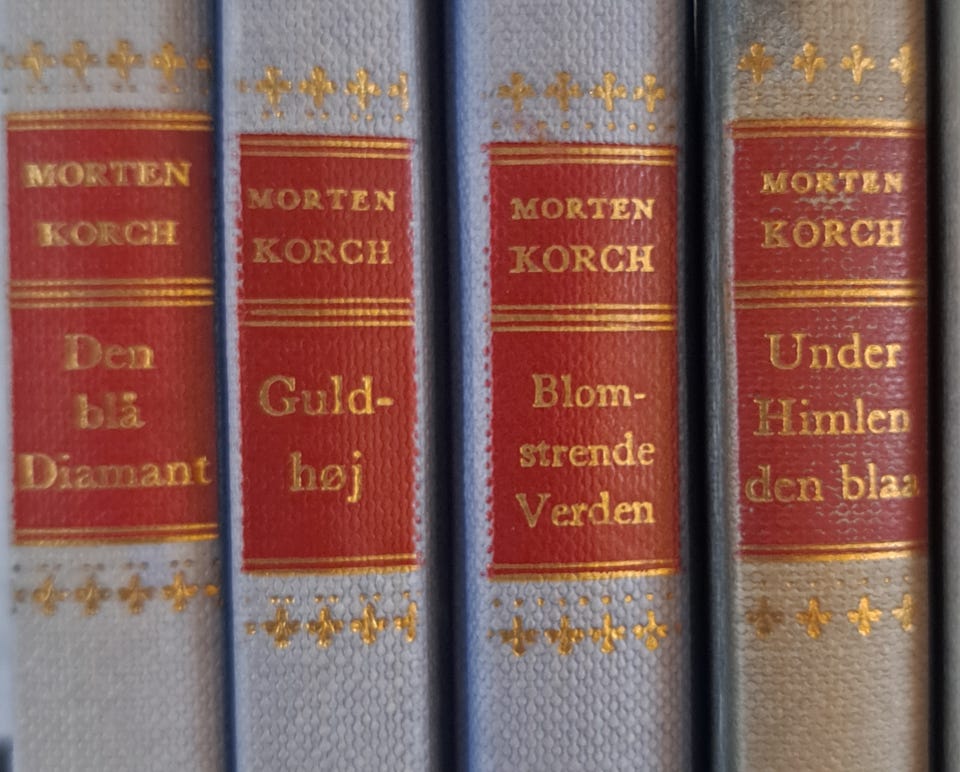 MORTEN
KORCH
Den
blå
Diamant
MORTEN
KORCH
Guld-
høj
MORTEN
KORCH
Blom-
strende
Verden
MORTEN
KORCH
Under
Himlen
den blaa